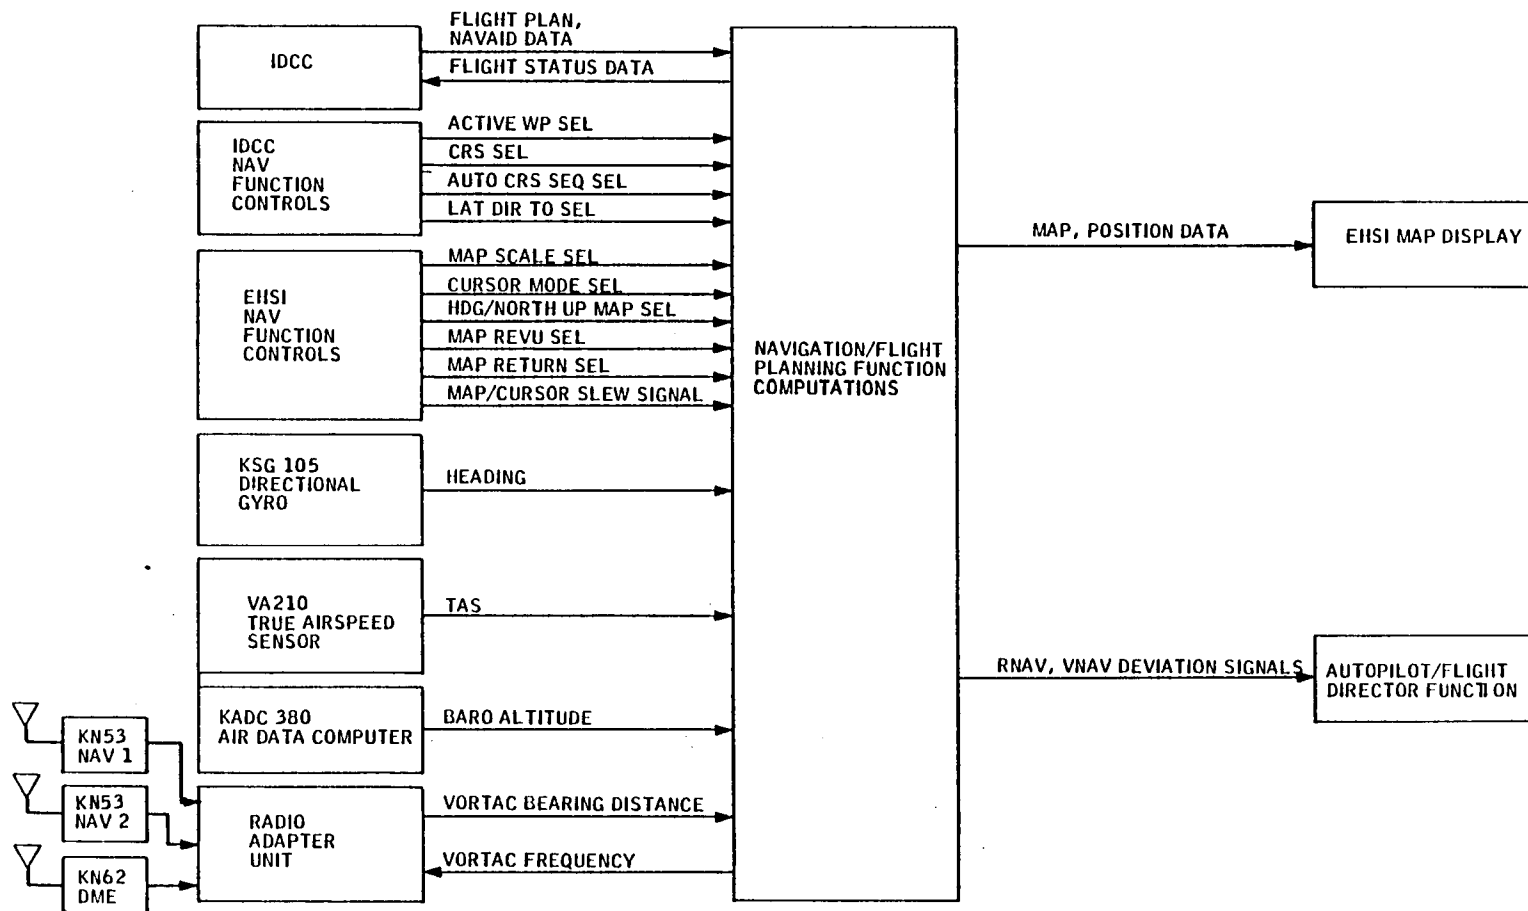 IDCC
FLIGHT PLAN,
NAVAID DATA
FLIGHT STATUS DATA
IDCC
NAV
FUNCTION
CONTROLS
ACTIVE WP SEL
CRS SEL
AUTO CRS SEQ SEL
LAT DIR TO SEL
EHSI
NAV
FUNCTION
CONTROLS
MAP SCALE SEL
CURSOR MODE SEL
HDG/NORTH UP MAP SEL
MAP REVU SEL
MAP RETURN SEL
MAP/CURSOR SLEW SIGNAL
KSG 105
DIRECTIONAL
GYRO
HEADING
VA210
TRUE AIRSPEED
SENSOR
TAS
KADC 380
AIR DATA COMPUTER
BARO ALTITUDE
KN53
NAV 1
KN53
NAV 2
KN62
DME
RADIO
ADAPTER
UNIT
VORTAC BEARING DISTANCE
VORTAC FREQUENCY
NAVIGATION/FLIGHT
PLANNING FUNCTION
COMPUTATIONS
MAP, POSITION DATA
EHSI MAP DISPLAY
RNAV, VNAV DEVIATION SIGNALS
AUTOPILOT/FLIGHT
DIRECTOR FUNCTION